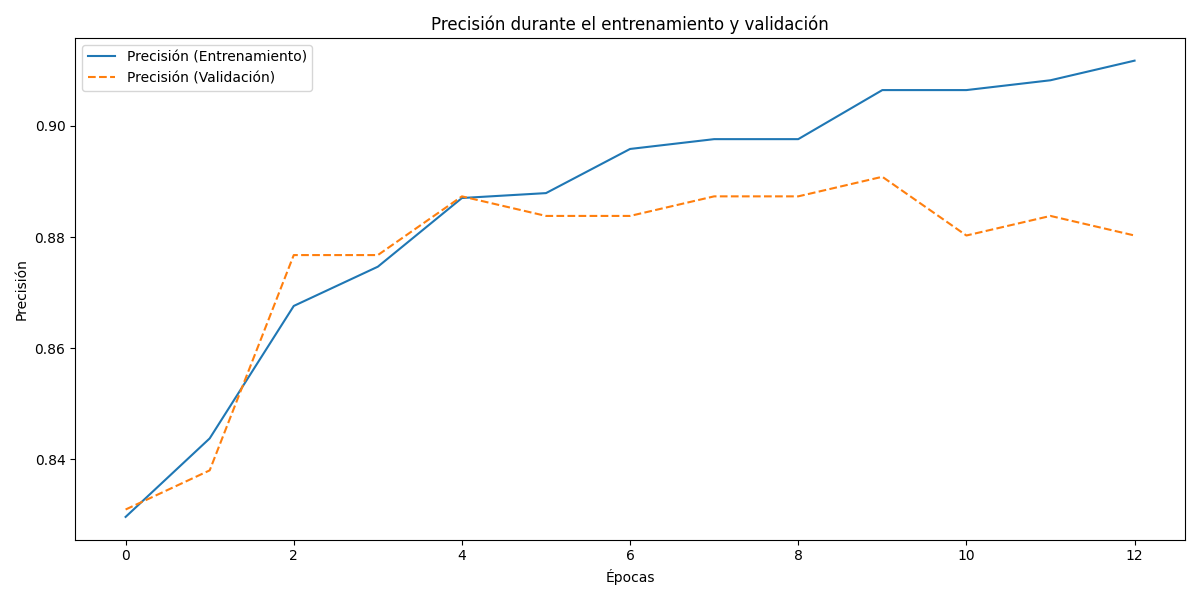 Precisión durante el entrenamiento y validación
Precisión (Entrenamiento)
Precisión (Validación)
Precisión
0.90
0.88
0.86
0.84
0 2 4 6 8 10 12
Épocas